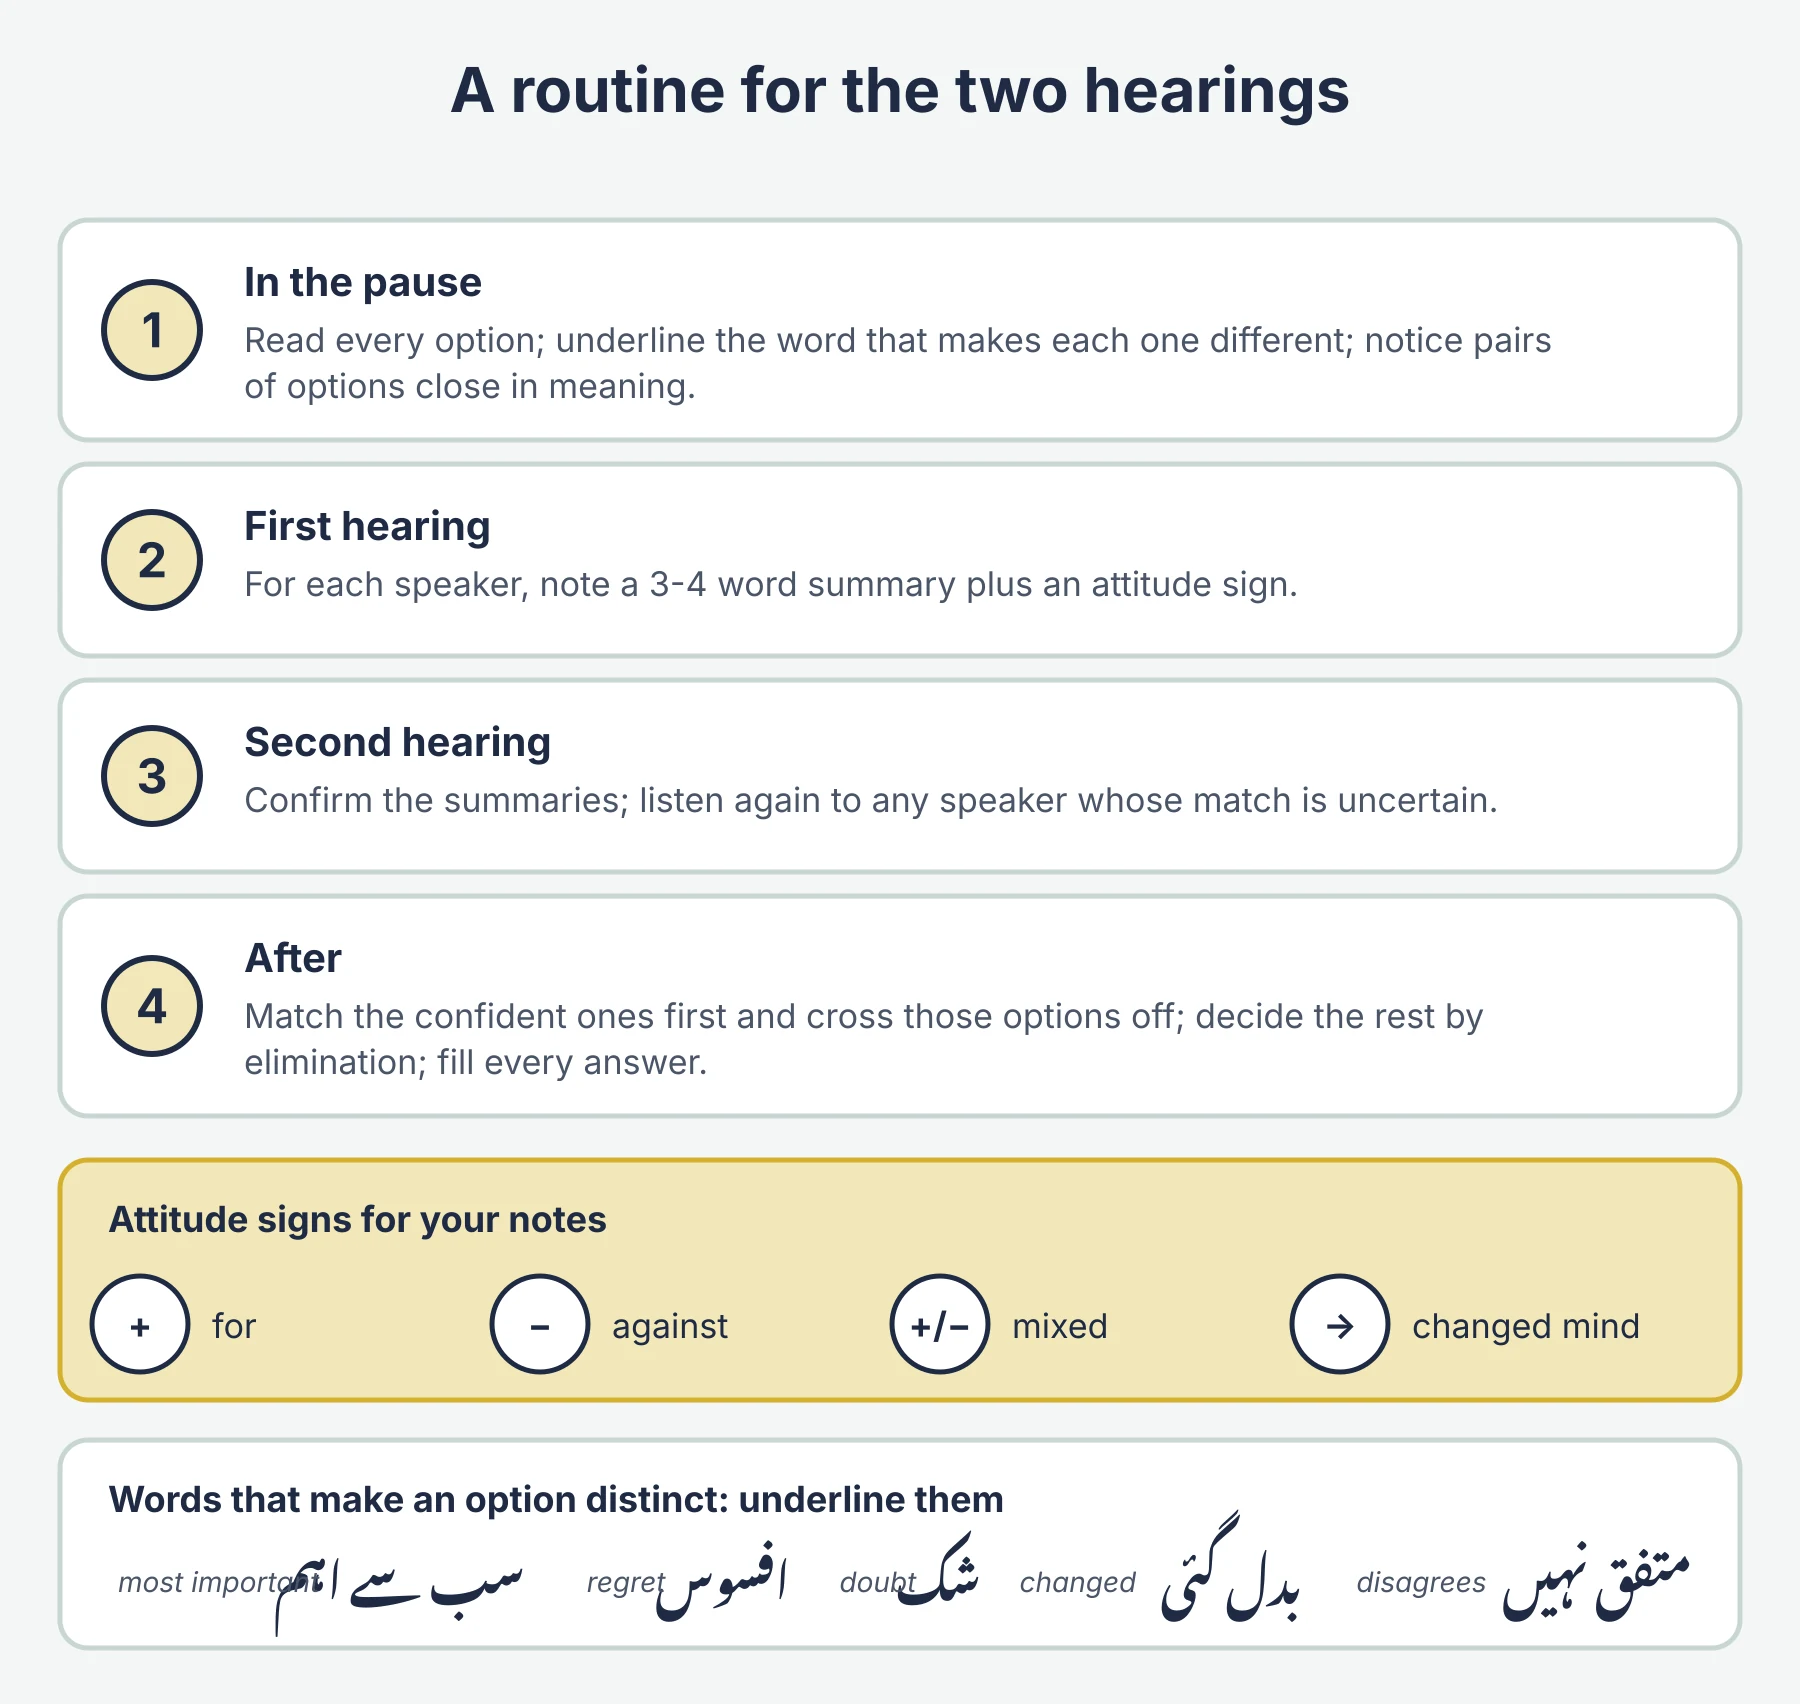 A routine for the two hearings
1
In the pause
Read every option; underline the word that makes each one different; notice pairs
of options close in meaning.
2
First hearing
For each speaker, note a 3-4 word summary plus an attitude sign.
3
Second hearing
Confirm the summaries; listen again to any speaker whose match is uncertain.
4
After
Match the confident ones first and cross those options off; decide the rest by
elimination; fill every answer.
Attitude signs for your notes
+ for − against +/− mixed → changed mind
Words that make an option distinct: underline them
most important سب سے اہم regret افسوس doubt شک changed بدل گئی disagrees متفق نہیں